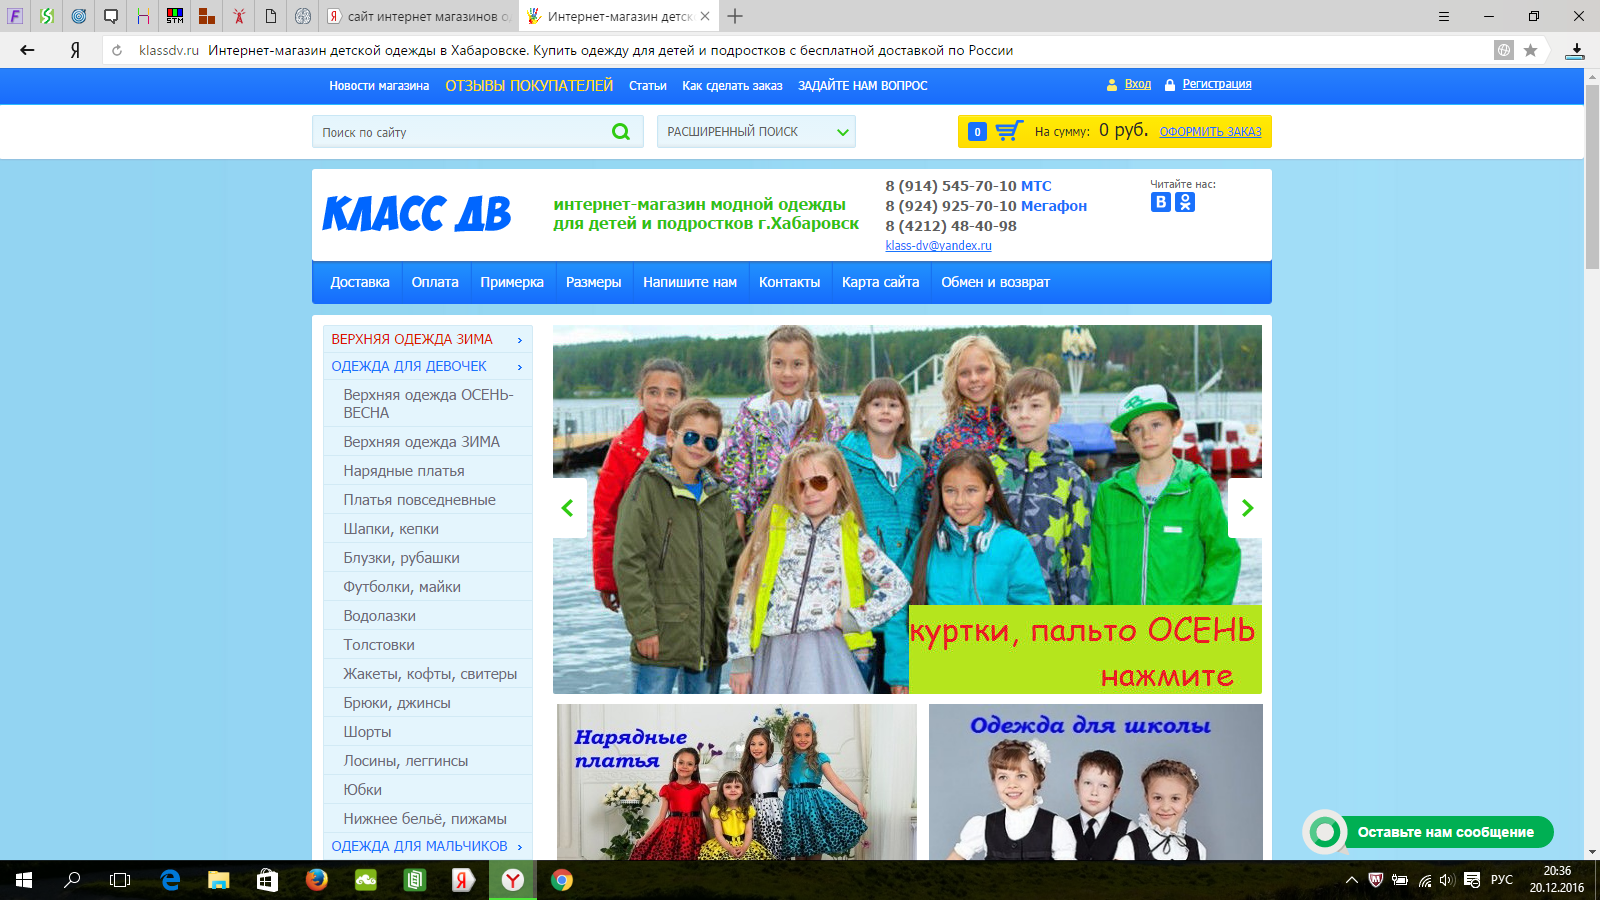 STM
сайт интернет магазинов о
Интернет-магазин детск
klassdv.ru Интернет-магазин детской одежды в Хабаровске. Купить одежду для детей и подростков с бесплатной доставкой по России
Новости магазина ОТЗЫВЫ ПОКУПАТЕЛЕЙ Статьи Как сделать заказ ЗАДАЙТЕ НАМ ВОПРОС Вход Регистрация
Поиск по сайту РАСШИРЕННЫЙ ПОИСК 0 На сумму: 0 руб. ОФОРМИТЬ ЗАКАЗ
КЛАСС ДВ
интернет-магазин модной одежды
для детей и подростков г.Хабаровск
8 (914) 545-70-10 МТС
8 (924) 925-70-10 Мегафон
8 (4212) 48-40-98
klass-dv@yandex.ru
Читайте нас:
Доставка Оплата Примерка Размеры Напишите нам Контакты Карта сайта Обмен и возврат
ВЕРХНЯЯ ОДЕЖДА ЗИМА
ОДЕЖДА ДЛЯ ДЕВОЧЕК
Верхняя одежда ОСЕНЬ-
ВЕСНА
Верхняя одежда ЗИМА
Нарядные платья
Платья повседневные
Шапки, кепки
Блузки, рубашки
Футболки, майки
Водолазки
Толстовки
Жакеты, кофты, свитеры
Брюки, джинсы
Шорты
Лосины, леггинсы
Юбки
Нижнее бельё, пижамы
ОДЕЖДА ДЛЯ МАЛЬЧИКОВ
куртки, пальто ОСЕНЬ
нажмите
Нарядные
платья
Одежда для школы
Оставьте нам сообщение
РУС
20:36
20.12.2016